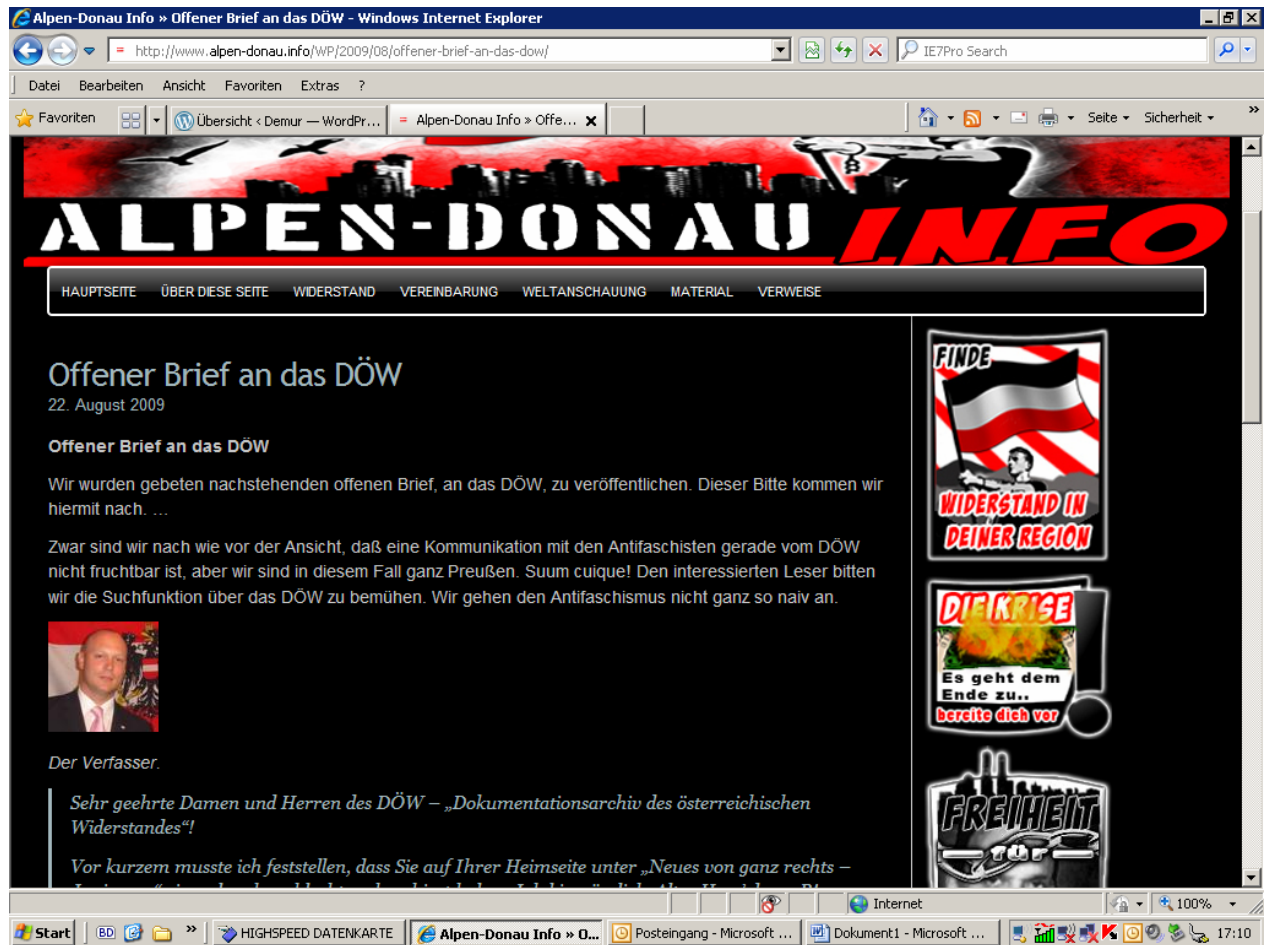 Alpen-Donau Info » Offener Brief an das DÖW - Windows Internet Explorer
http://www.alpen-donau.info/WP/2009/08/offener-brief-an-das-dow/
IE7Pro Search
Datei Bearbeiten Ansicht Favoriten Extras ?
Favoriten
Übersicht ‹ Demur — WordPr...
Alpen-Donau Info » Offe...
Seite
Sicherheit
»
ALPEN-DONAU INFO
HAUPTSEITE ÜBER DIESE SEITE WIDERSTAND VEREINBARUNG WELTANSCHAUUNG MATERIAL VERWEISE
Offener Brief an das DÖW
22. August 2009
Offener Brief an das DÖW
Wir wurden gebeten nachstehenden offenen Brief, an das DÖW, zu veröffentlichen. Dieser Bitte kommen wir
hiermit nach. …
Zwar sind wir nach wie vor der Ansicht, daß eine Kommunikation mit den Antifaschisten gerade vom DÖW
nicht fruchtbar ist, aber wir sind in diesem Fall ganz Preußen. Suum cuique! Den interessierten Leser bitten
wir die Suchfunktion über das DÖW zu bemühen. Wir gehen den Antifaschismus nicht ganz so naiv an.
Der Verfasser.
Sehr geehrte Damen und Herren des DÖW – „Dokumentationsarchiv des österreichischen
Widerstandes“!
Vor kurzem musste ich feststellen, dass Sie auf Ihrer Heimseite unter „Neues von ganz rechts –
FINDE
WIDERSTAND IN
DEINER REGION
DIE KRISE
Es geht dem
Ende zu..
bereite dich vor
FREIHEIT
für
Internet
100%
Start
BD
»
HIGHSPEED DATENKARTE
Alpen-Donau Info » O...
Posteingang - Microsoft ...
Dokument1 - Microsoft ...
17:10